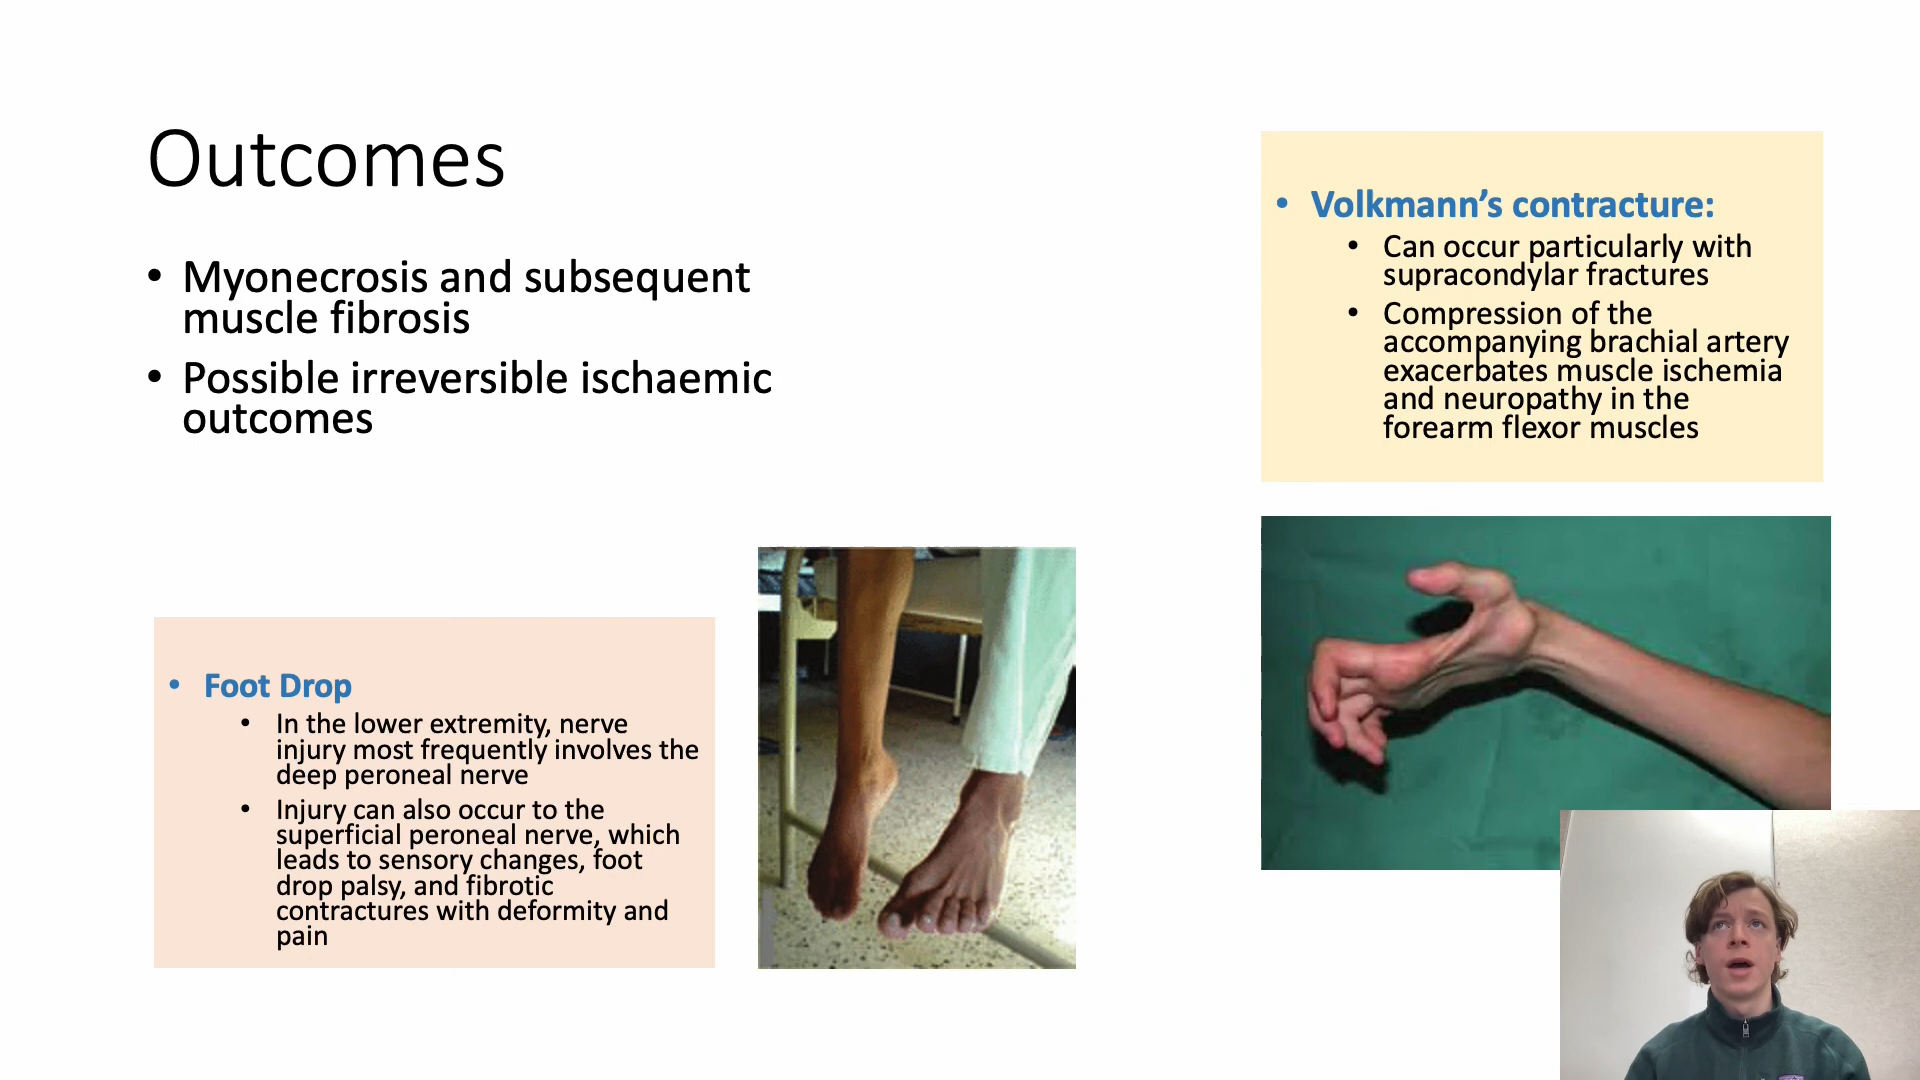 Outcomes
• Myonecrosis and subsequent
muscle fibrosis
• Possible irreversible ischaemic
outcomes
• Volkmann’s contracture:
• Can occur particularly with
supracondylar fractures
• Compression of the
accompanying brachial artery
exacerbates muscle ischemia
and neuropathy in the
forearm flexor muscles
• Foot Drop
• In the lower extremity, nerve
injury most frequently involves the
deep peroneal nerve
• Injury can also occur to the
superficial peroneal nerve, which
leads to sensory changes, foot
drop palsy, and fibrotic
contractures with deformity and
pain